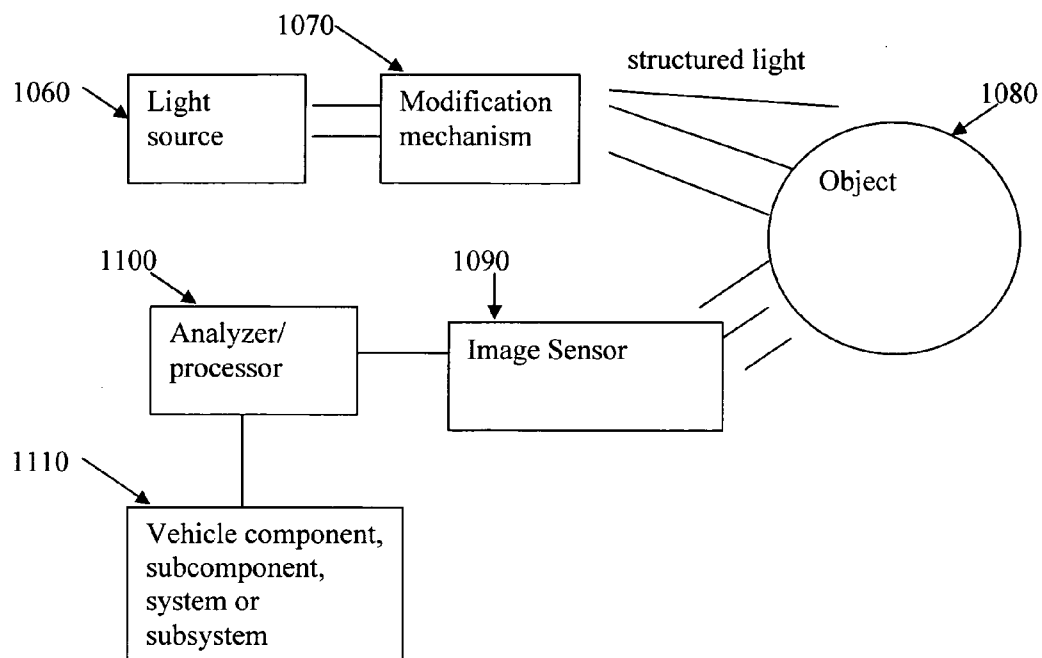 1070
structured light
1060
Light
source
Modification
mechanism
1080
Object
1100
1090
Analyzer/
processor
Image Sensor
1110
Vehicle component,
subcomponent,
system or
subsystem